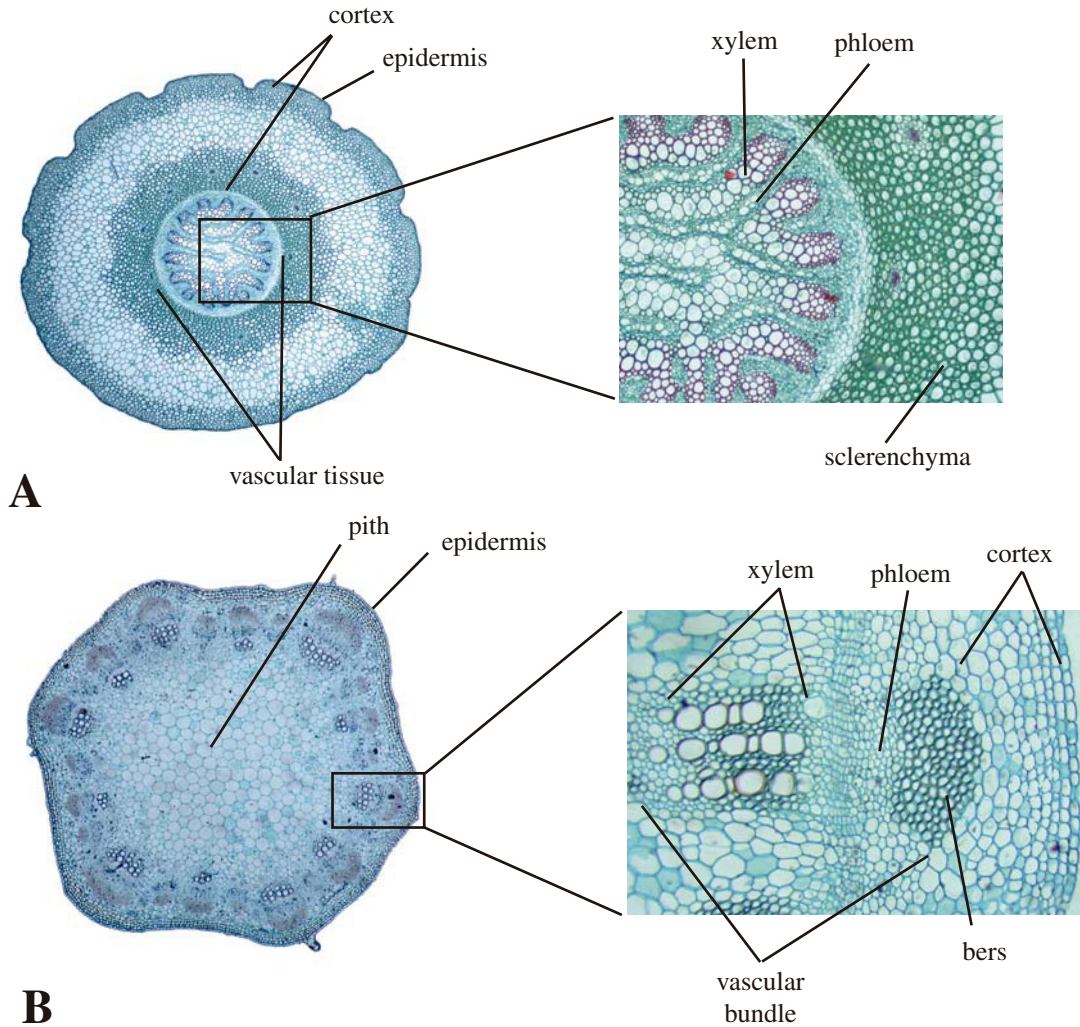 cortex
epidermis
xylem
phloem
vascular tissue
sclerenchyma
A
pith
epidermis
xylem
phloem
cortex
bers
vascular
bundle
B